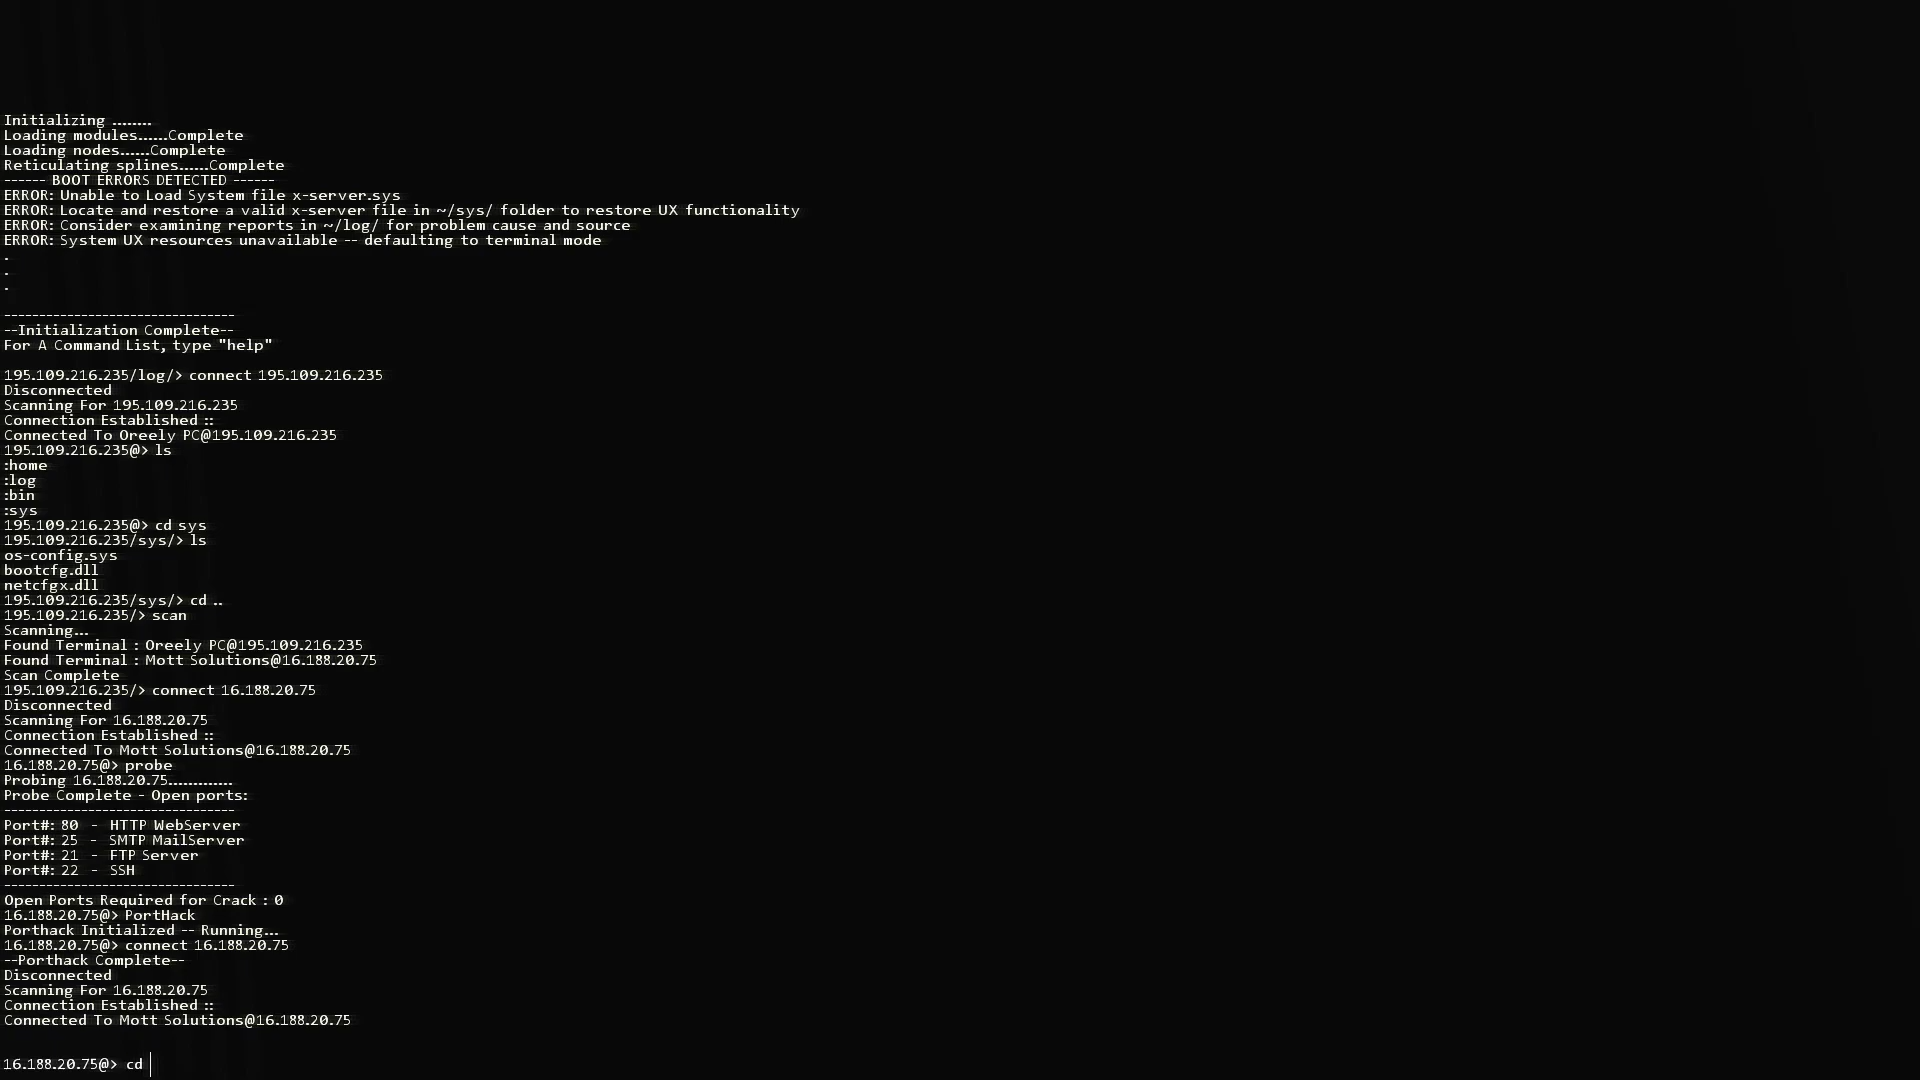 Initializing ........
Loading modules......Complete
Loading nodes......Complete
Reticulating splines......Complete
------ BOOT ERRORS DETECTED ------
ERROR: Unable to Load System file x-server.sys
ERROR: Locate and restore a valid x-server file in ~/sys/ folder to restore UX functionality
ERROR: Consider examining reports in ~/log/ for problem cause and source
ERROR: System UX resources unavailable -- defaulting to terminal mode
.
.
.
---------------------------------
--Initialization Complete--
For A Command List, type "help"
195.109.216.235/log/> connect 195.109.216.235
Disconnected
Scanning For 195.109.216.235
Connection Established ::
Connected To Oreely PC@195.109.216.235
195.109.216.235@> ls
:home
:log
:bin
:sys
195.109.216.235@> cd sys
195.109.216.235/sys/> ls
os-config.sys
bootcfg.dll
netcfgx.dll
195.109.216.235/sys/> cd ..
195.109.216.235/> scan
Scanning...
Found Terminal : Oreely PC@195.109.216.235
Found Terminal : Mott Solutions@16.188.20.75
Scan Complete
195.109.216.235/> connect 16.188.20.75
Disconnected
Scanning For 16.188.20.75
Connection Established ::
Connected To Mott Solutions@16.188.20.75
16.188.20.75@> probe
Probing 16.188.20.75.............
Probe Complete - Open ports:
---------------------------------
Port#: 80 - HTTP WebServer
Port#: 25 - SMTP MailServer
Port#: 21 - FTP Server
Port#: 22 - SSH
---------------------------------
Open Ports Required for Crack : 0
16.188.20.75@> PortHack
Porthack Initialized -- Running...
16.188.20.75@> connect 16.188.20.75
--Porthack Complete--
Disconnected
Scanning For 16.188.20.75
Connection Established ::
Connected To Mott Solutions@16.188.20.75
16.188.20.75@> cd